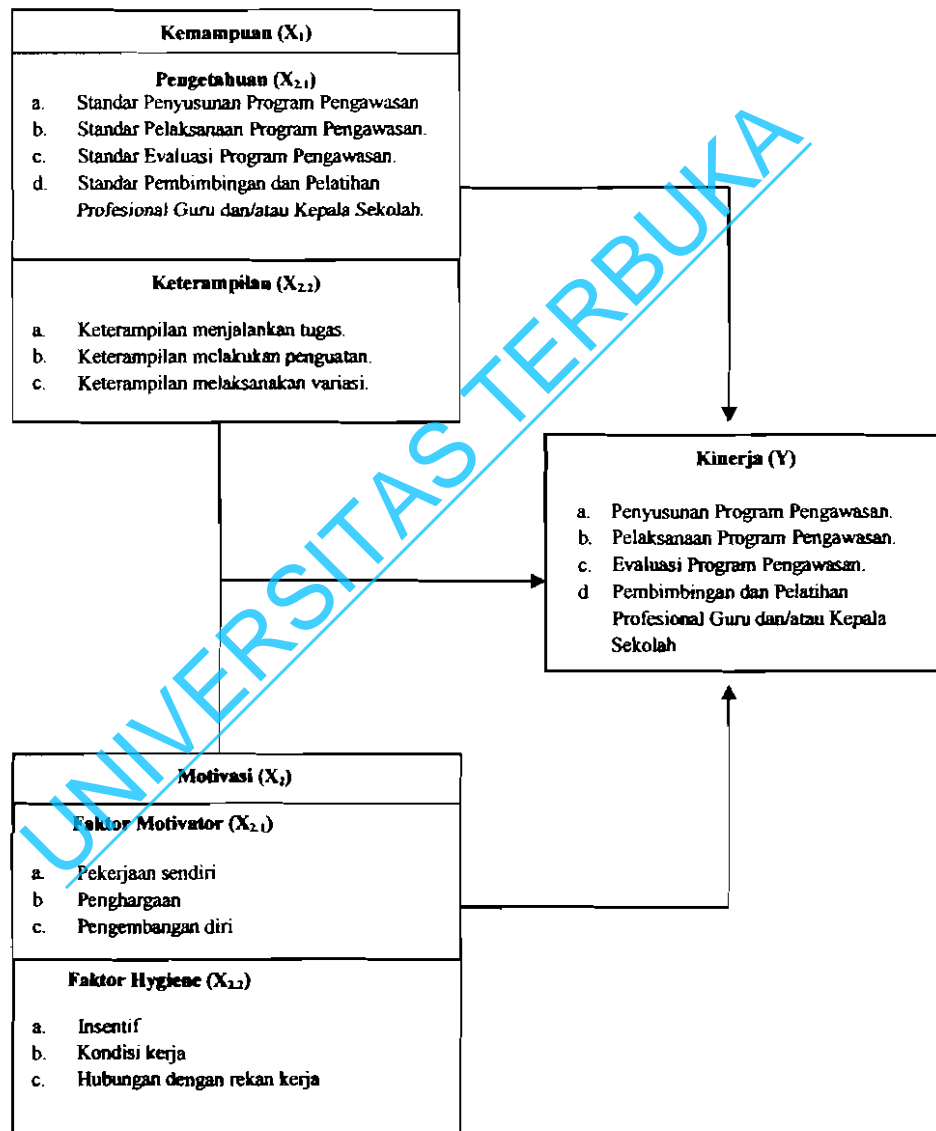 Kemampuan (X₁)
Pengetahuan (X₂.₁)
a. Standar Penyusunan Program Pengawasan
b. Standar Pelaksanaan Program Pengawasan.
c. Standar Evaluasi Program Pengawasan.
d. Standar Pembimbingan dan Pelatihan
Profesional Guru dan/atau Kepala Sekolah.
Keterampilan (X₂.₂)
a. Keterampilan menjalankan tugas.
b. Keterampilan melakukan penguatan.
c. Keterampilan melaksanakan variasi.
Kinerja (Y)
a. Penyusunan Program Pengawasan.
b. Pelaksanaan Program Pengawasan.
c. Evaluasi Program Pengawasan.
d Pembimbingan dan Pelatihan
Profesional Guru dan/atau Kepala
Sekolah
Motivasi (X₂)
Faktor Motivator (X₂.₁)
a. Pekerjaan sendiri
b Penghargaan
c. Pengembangan diri
Faktor Hygiene (X₂.₂)
a. Insentif
b. Kondisi kerja
c. Hubungan dengan rekan kerja
UNIVERSITAS TERBUKA